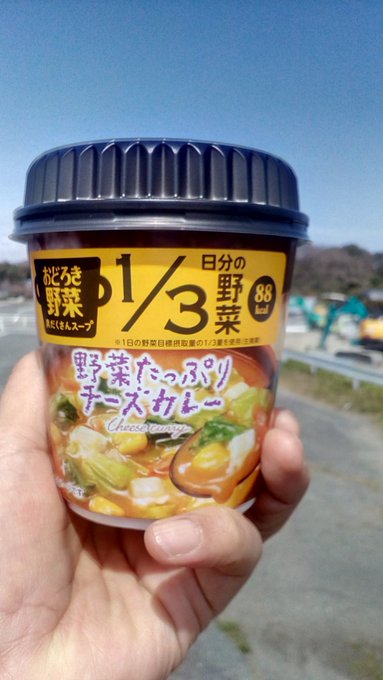 おどろき
野菜
具だくさんスープ
1/3
日分の
野菜
88
kcal
※1日の野菜目標摂取量の1/3量を使用(生換算)
野菜たっぷり
チーズカレー
Cheese curry